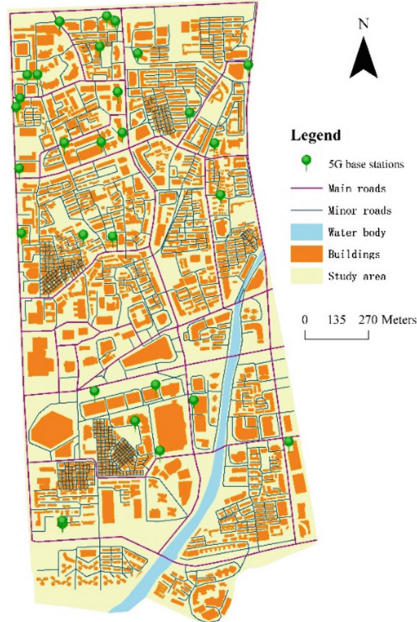 N
Legend
5G base stations
Main roads
Minor roads
Water body
Buildings
Study area
0 135 270 Meters